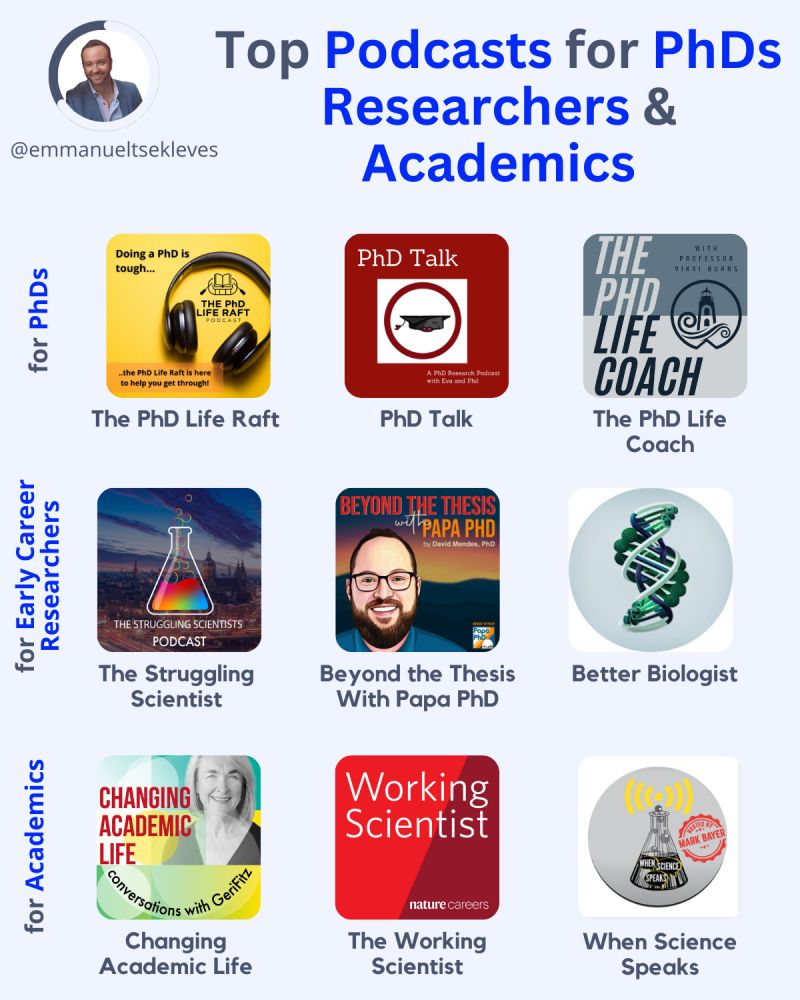 Top Podcasts for PhDs
Researchers &
Academics
@emmanueltsekleves
for PhDs
Doing a PhD is
tough...
THE PhD
LIFE RAFT
PODCAST
..the PhD Life Raft is here
to help you get through!
The PhD Life Raft
PhD Talk
A PhD Research Podcast
with Eva and Phil
PhD Talk
THE
PHD
LIFE
COACH
WITH
PROFESSOR
VIKKI BURNS
The PhD Life
Coach
for Early Career
Researchers
THE STRUGGLING SCIENTISTS
PODCAST
The Struggling
Scientist
BEYOND THE THESIS
with PAPA PHD
by David Mendes, PhD
Papa
PhD
Beyond the Thesis
With Papa PhD
Better Biologist
for Academics
CHANGING
ACADEMIC
LIFE
conversations with GeriFitz
Changing
Academic Life
Working
Scientist
nature careers
The Working
Scientist
WHEN SCIENCE
SPEAKS
HOSTED BY
MARK BAYER
When Science
Speaks